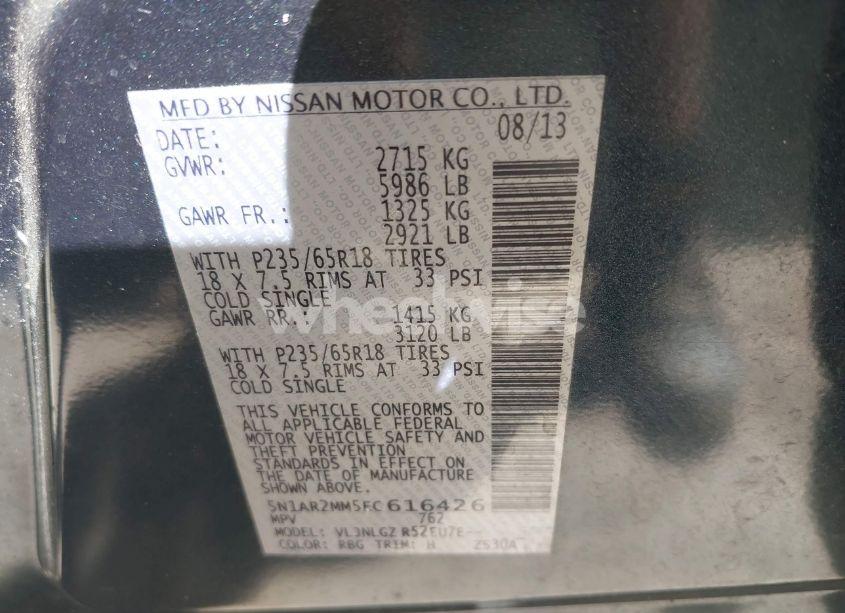 MFD BY NISSAN MOTOR CO., LTD.
DATE: 08/13
GVWR: 2715 KG
5986 LB
GAWR FR.: 1325 KG
2921 LB
WITH P235/65R18 TIRES
18 X 7.5 RIMS AT 33 PSI
COLD SINGLE
GAWR RR.: 1415 KG
3120 LB
WITH P235/65R18 TIRES
18 X 7.5 RIMS AT 33 PSI
COLD SINGLE
THIS VEHICLE CONFORMS TO
ALL APPLICABLE FEDERAL
MOTOR VEHICLE SAFETY AND
THEFT PREVENTION
STANDARDS IN EFFECT ON
THE DATE OF MANUFACTURE
SHOWN ABOVE.
5N1AR2MM5FC616426
MPV 762
MODEL: VLJNLGZ R52EU7E--
COLOR: RBG TRIM: H ZS30A
wheelwise